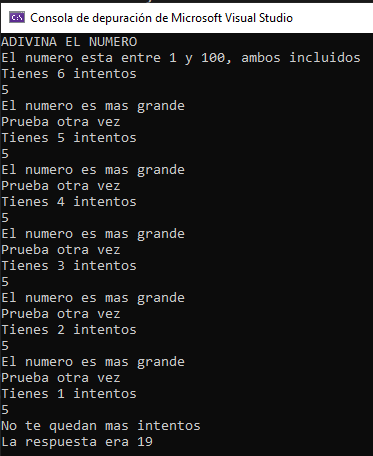 Consola de depuración de Microsoft Visual Studio
ADIVINA EL NUMERO
El numero esta entre 1 y 100, ambos incluidos
Tienes 6 intentos
5
El numero es mas grande
Prueba otra vez
Tienes 5 intentos
5
El numero es mas grande
Prueba otra vez
Tienes 4 intentos
5
El numero es mas grande
Prueba otra vez
Tienes 3 intentos
5
El numero es mas grande
Prueba otra vez
Tienes 2 intentos
5
El numero es mas grande
Prueba otra vez
Tienes 1 intentos
5
No te quedan mas intentos
La respuesta era 19